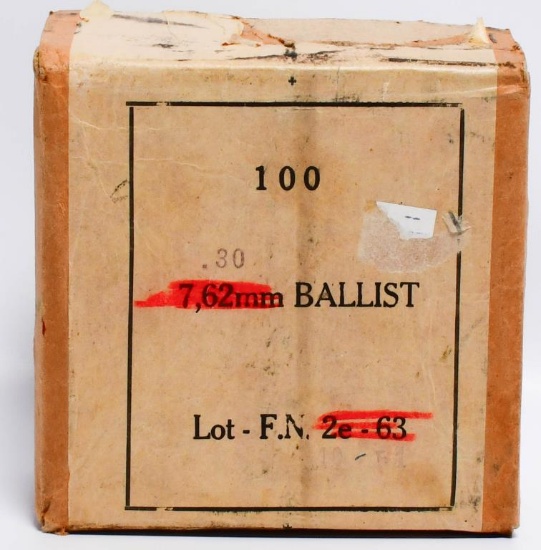 100
.30
7,62mm BALLIST
Lot - F.N. 2e - 63